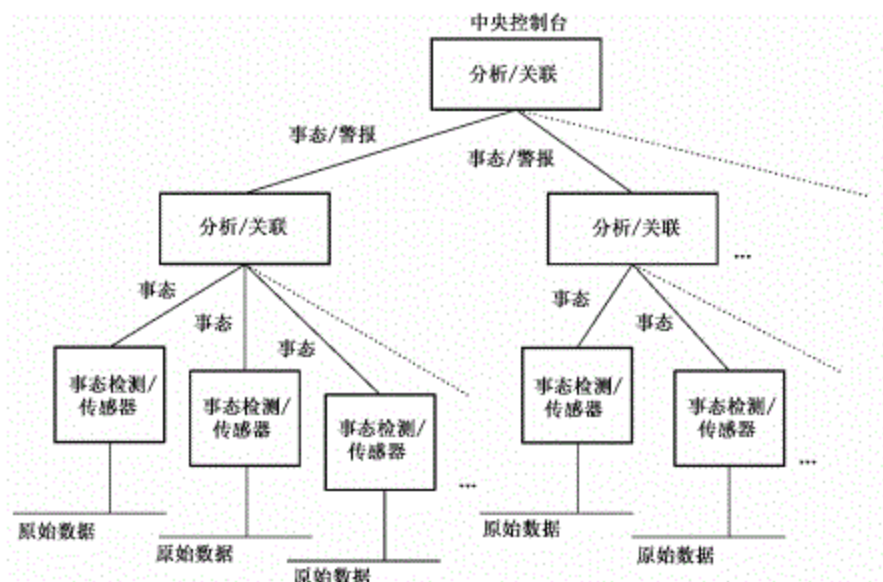 中央控制台
分析/关联
事态/警报
事态/警报
分析/关联
分析/关联
...
事态
事态
事态
事态
事态
事态检测/
传感器
事态检测/
传感器
事态检测/
传感器
...
事态检测/
传感器
事态检测/
传感器
...
原始数据
原始数据
原始数据
原始数据
原始数据